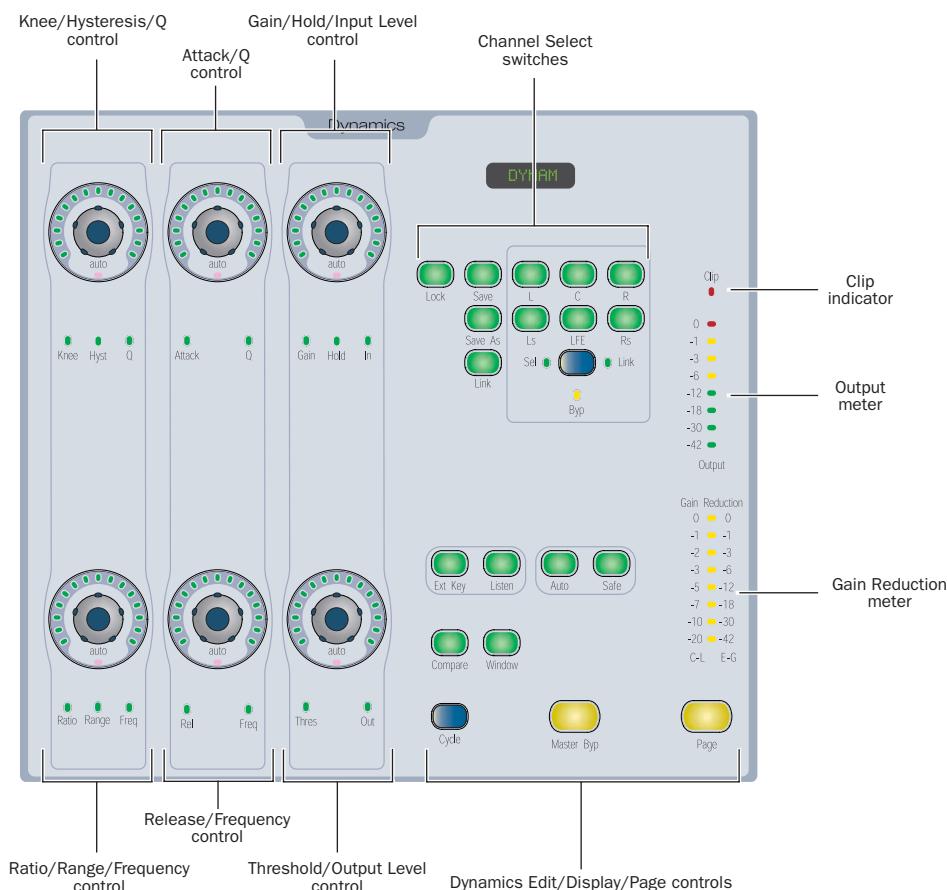 Knee/Hysteresis/Q
control
Attack/Q
control
Gain/Hold/Input Level
control
Channel Select
switches
Dynamics
DYNAM
auto
auto
auto
Knee Hyst Q
Attack Q
Gain Hold In
Lock Save L C R
Save As Ls LFE Rs
Link
Sel Link
Byp
Clip
0
-1
-3
-6
-12
-18
-30
-42
Output
Clip
indicator
Output
meter
Gain Reduction
0 0
-1 -1
-2 -3
-3 -6
-5 -12
-7 -18
-10 -30
-20 -42
C-L E-G
Gain Reduction
meter
Ext Key Listen Auto Safe
Compare Window
auto
auto
auto
Ratio Range Freq
Rel Freq
Thres Out
Cycle Master Byp Page
Ratio/Range/Frequency
control
Release/Frequency
control
Threshold/Output Level
control
Dynamics Edit/Display/Page controls